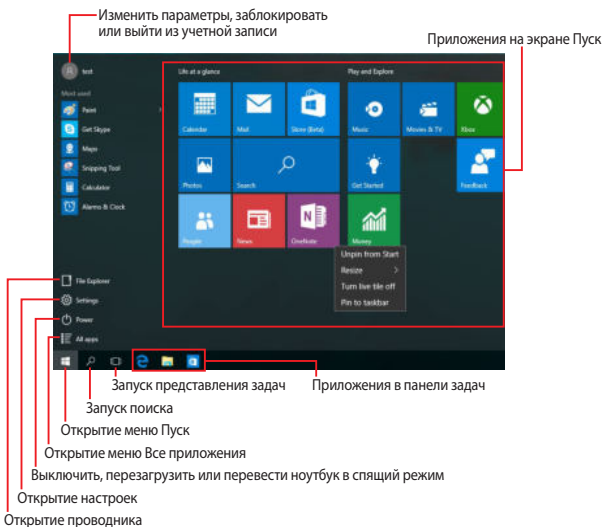 Изменить параметры, заблокировать
или выйти из учетной записи
Приложения на экране Пуск
test
Life at a glance
Play and Explore
Most used
Paint
Get Skype
Maps
Snipping Tool
Calculator
Alarms & Clock
Calendar
Mail
Store (Beta)
Music
Movies & TV
Xbox
Photos
Search
Get Started
Feedback
People
News
OneNote
Money
Unpin from Start
Resize
Turn live tile off
Pin to taskbar
File Explorer
Settings
Power
All apps
Запуск представления задач
Приложения в панели задач
Запуск поиска
Открытие меню Пуск
Открытие меню Все приложения
Выключить, перезагрузить или перевести ноутбук в спящий режим
Открытие настроек
Открытие проводника